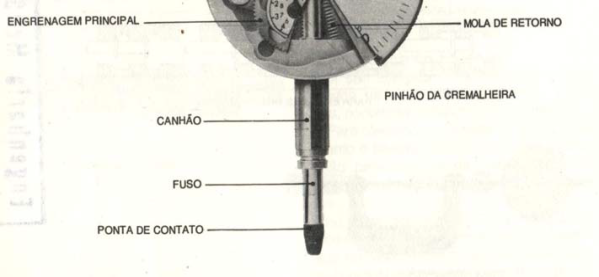 ENGRENAGEM PRINCIPAL
MOLA DE RETORNO
PINHÃO DA CREMALHEIRA
CANHÃO
FUSO
PONTA DE CONTATO